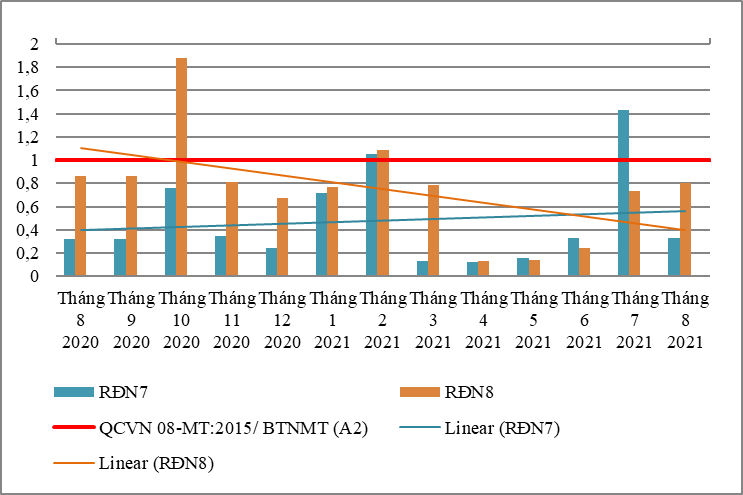 2
1,8
1,6
1,4
1,2
1
0,8
0,6
0,4
0,2
0
Tháng 8 2020
Tháng 9 2020
Tháng 10 2020
Tháng 11 2020
Tháng 12 2020
Tháng 1 2021
Tháng 2 2021
Tháng 3 2021
Tháng 4 2021
Tháng 5 2021
Tháng 6 2021
Tháng 7 2021
Tháng 8 2021
RĐN7
RĐN8
QCVN 08-MT:2015/ BTNMT (A2)
Linear (RĐN7)
Linear (RĐN8)